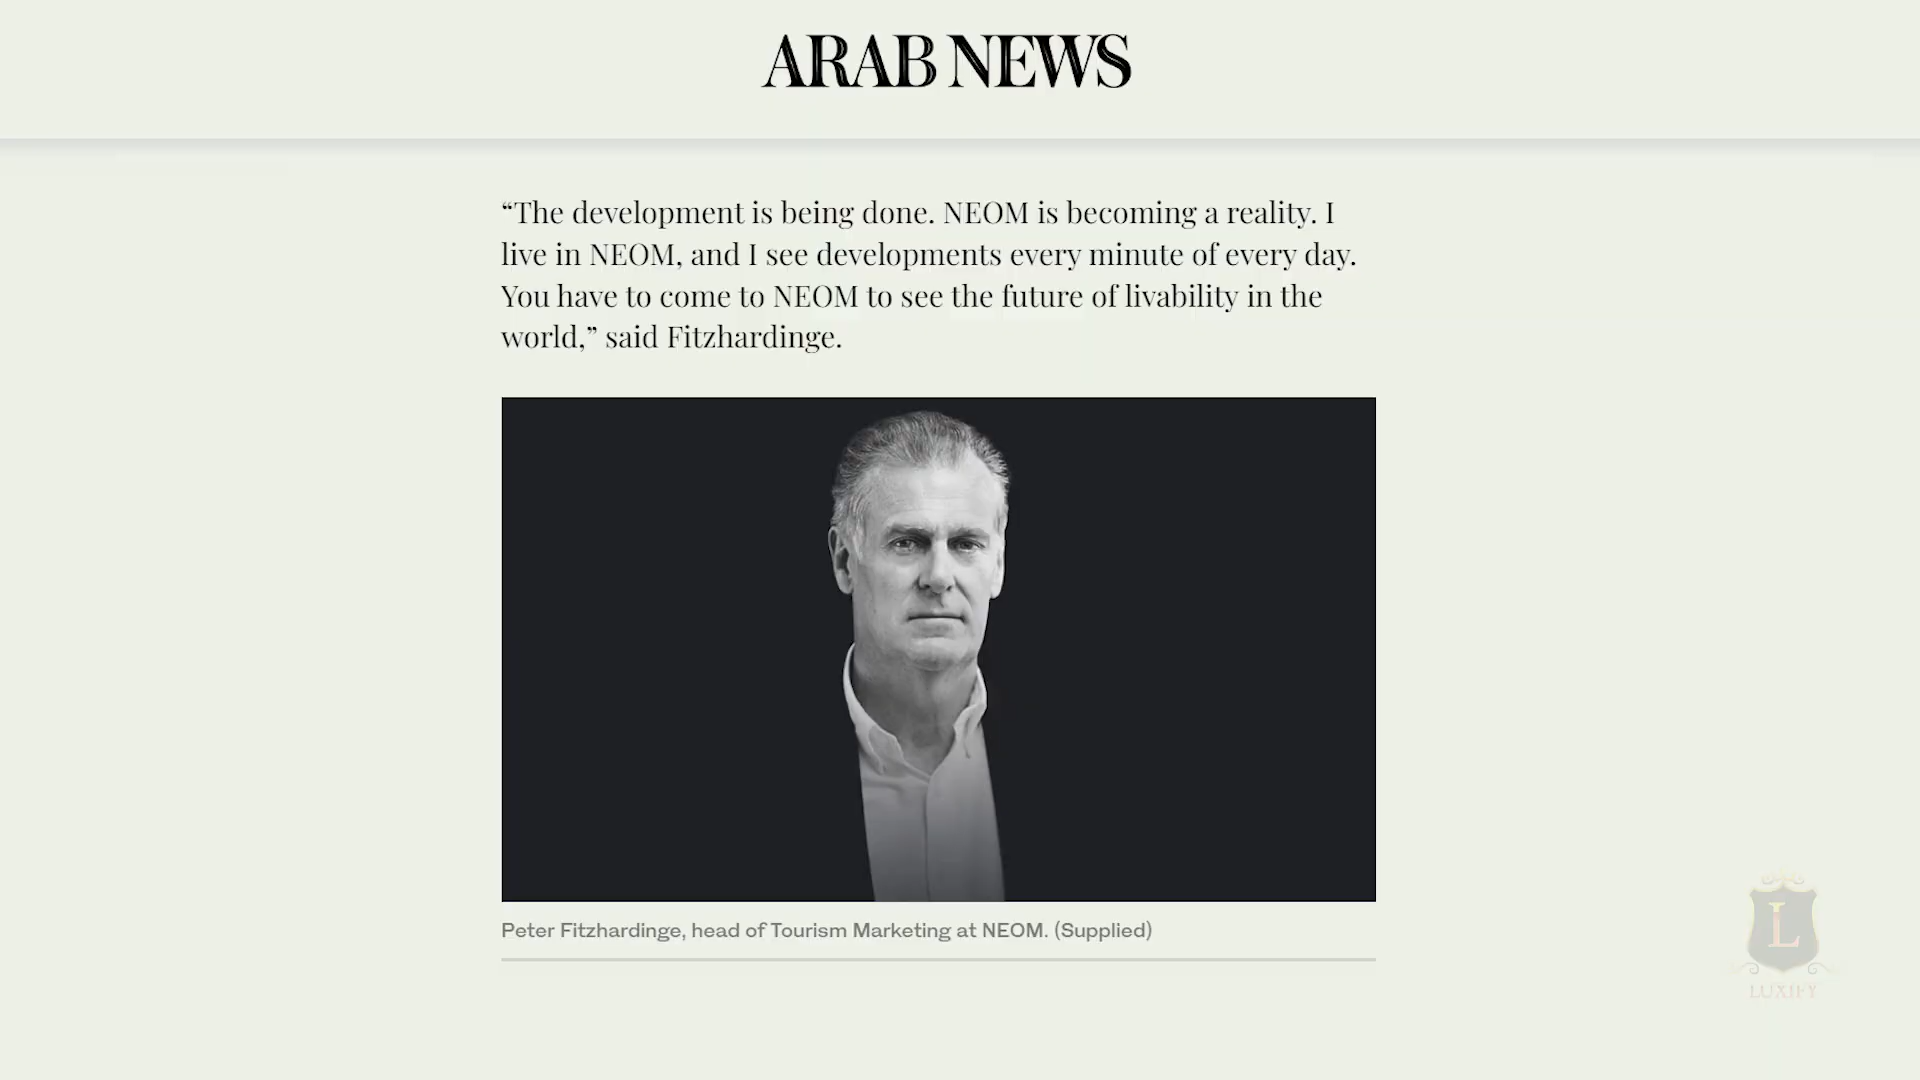 ARAB NEWS
“The development is being done. NEOM is becoming a reality. I
live in NEOM, and I see developments every minute of every day.
You have to come to NEOM to see the future of livability in the
world,” said Fitzhardinge.
Peter Fitzhardinge, head of Tourism Marketing at NEOM. (Supplied)
L
LUXIFY